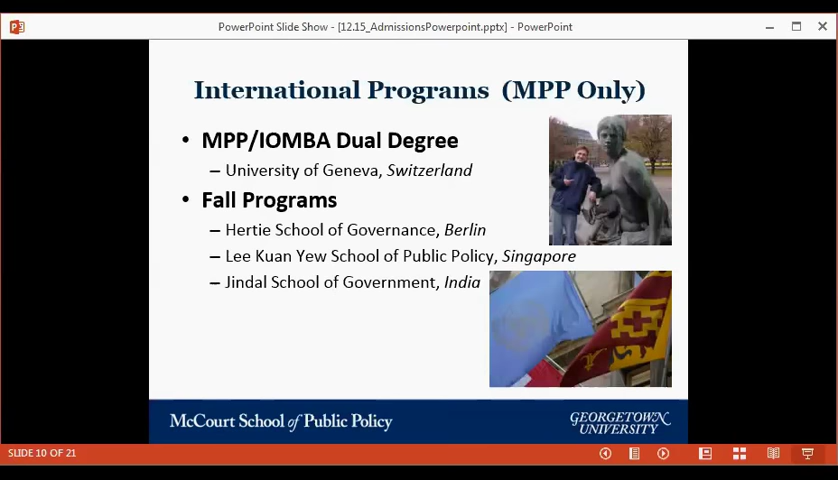 PowerPoint Slide Show - [12.15_AdmissionsPowerpoint.pptx] - PowerPoint
International Programs (MPP Only)
• MPP/IOMBA Dual Degree
– University of Geneva, Switzerland
• Fall Programs
– Hertie School of Governance, Berlin
– Lee Kuan Yew School of Public Policy, Singapore
– Jindal School of Government, India
McCourt School of Public Policy
GEORGETOWN
UNIVERSITY
SLIDE 10 OF 21